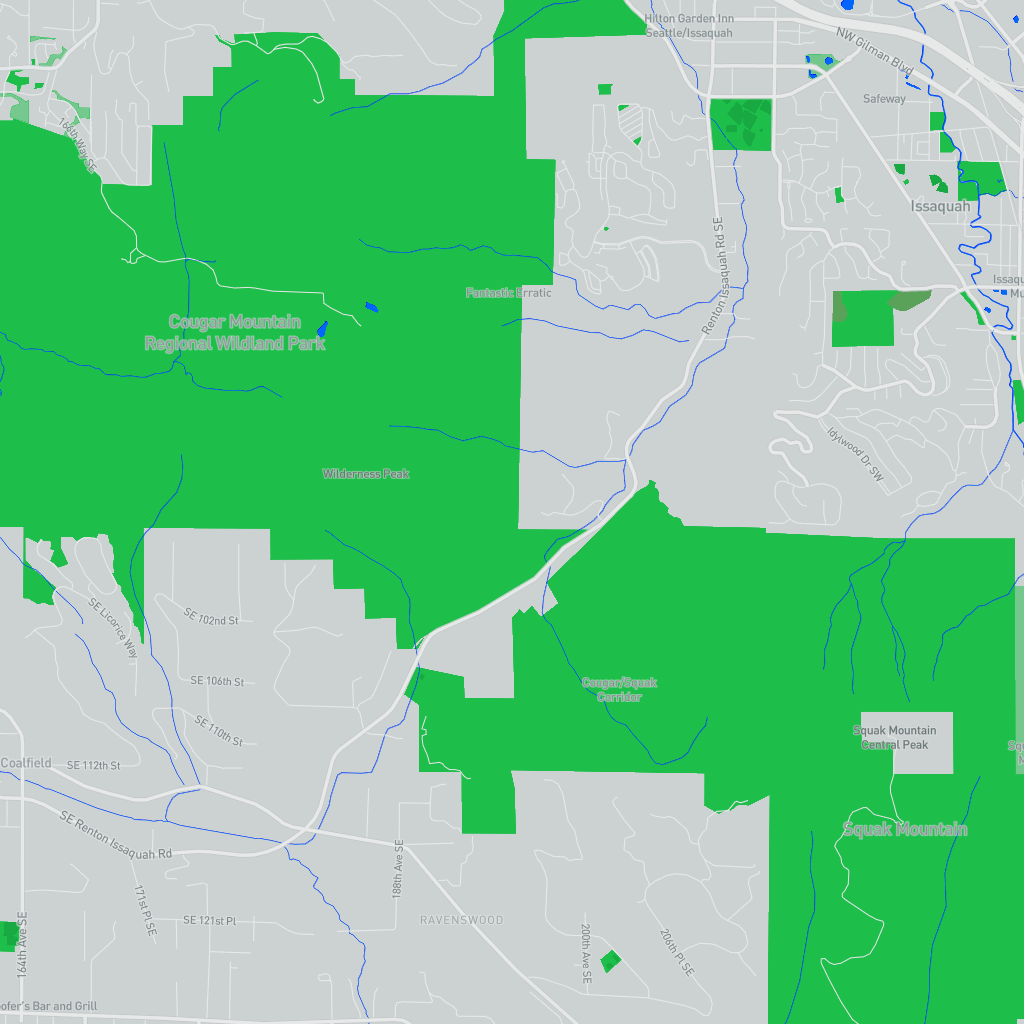 Hilton Garden Inn
Seattle/Issaquah
NW Gilman Blvd
Safeway
166th Way SE
Issaquah
Renton Issaquah Rd SE
Issaq
Mu
Fantastic Erratic
Cougar Mountain
Regional Wildland Park
Idylwood Dr SW
Wilderness Peak
SE Licorice Way
SE 102nd St
SE 106th St
Cougar/Squak
Corridor
SE 110th St
Squak Mountain
Central Peak
Squ
M
Coalfield
SE 112th St
SE Renton Issaquah Rd
Squak Mountain
188th Ave SE
171st Pl SE
SE 121st Pl
RAVENSWOOD
164th Ave SE
200th Ave SE
206th Pl SE
ofer's Bar and Grill